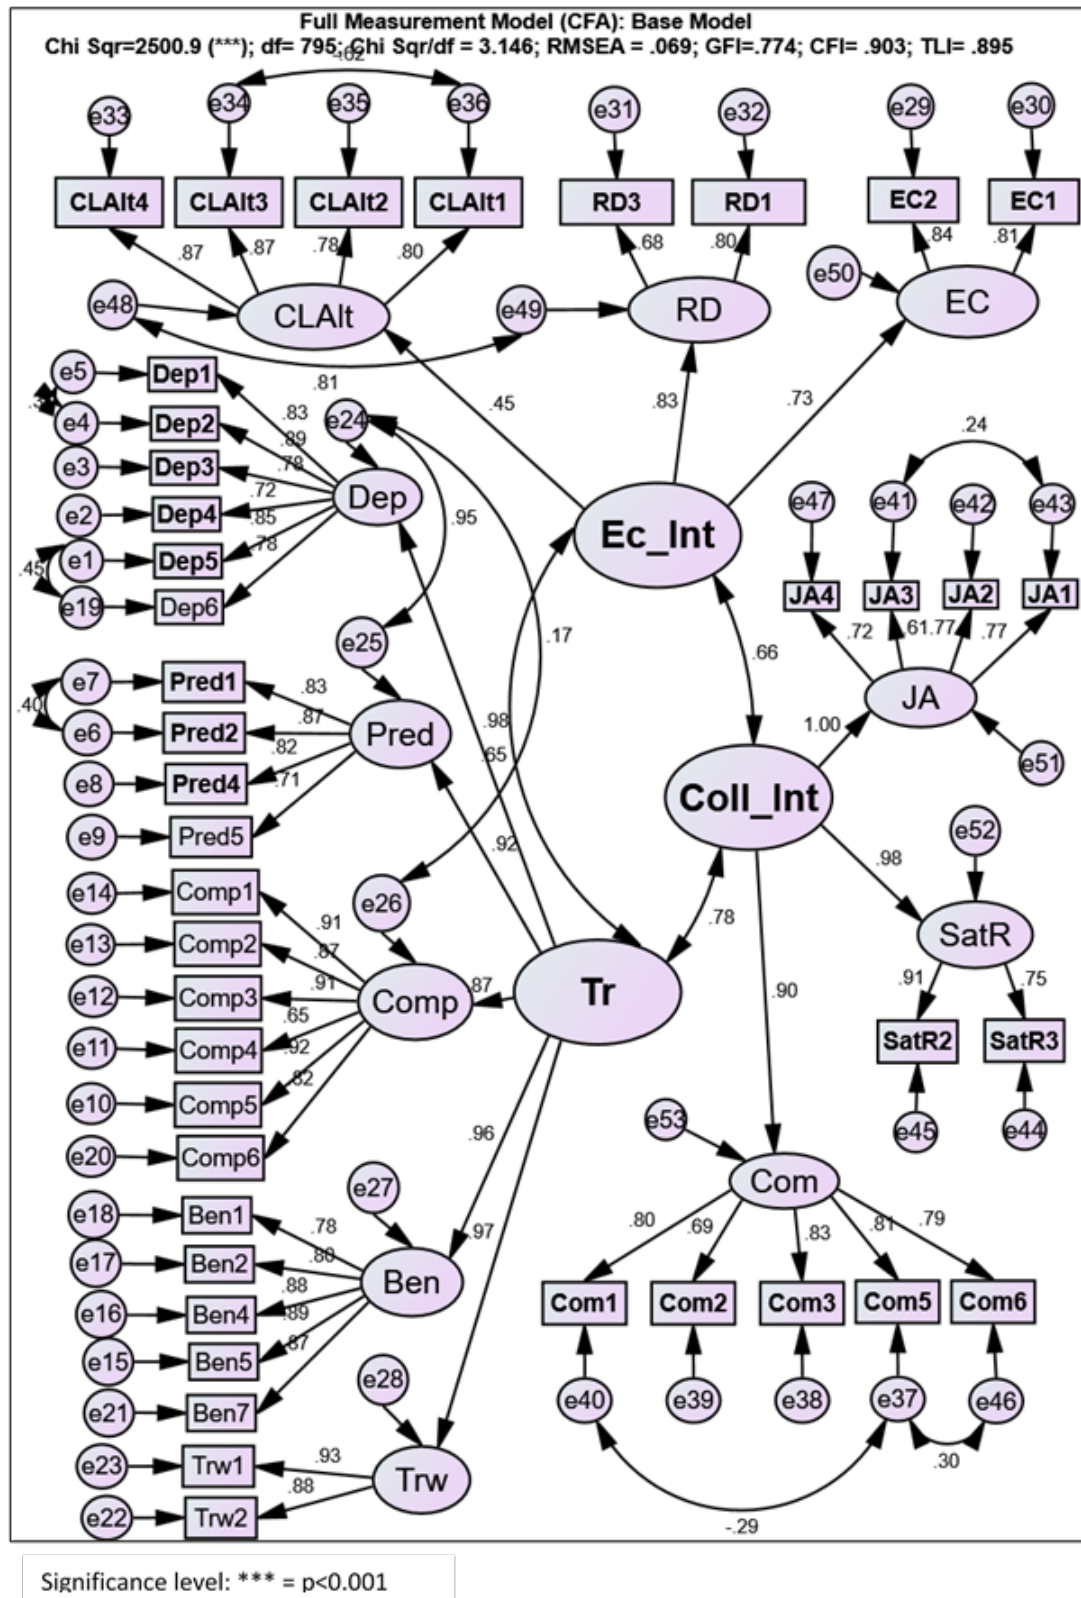 Full Measurement Model (CFA): Base Model
Chi Sqr=2500.9 (***); df= 795; Chi Sqr/df = 3.146; RMSEA = .069; GFI=.774; CFI= .903; TLI= .895
-.62
e33 e34 e35 e36 e31 e32 e29 e30
CLAlt4 CLAlt3 CLAlt2 CLAlt1 RD3 RD1 EC2 EC1
.87 .87 .78 .80 .68 .80 .84 .81
e48 CLAlt e49 RD e50 EC
.81
.45 .83 .73
e5 Dep1
e4 Dep2
e3 Dep3
e2 Dep4
e1 Dep5
e19 Dep6
.45
.83
.89
.78
.72
.85
.78
e24
Dep
.95
.17
Ec_Int
.66
.24
e47 e41 e42 e43
JA4 JA3 JA2 JA1
.72 .61 .77 .77
JA
1.00
e51
e25
e7 Pred1
.40
e6 Pred2
e8 Pred4
e9 Pred5
.83
.87
.82
.71
Pred
.98
.65
.92
Coll_Int
.78
.98
.90
e52
SatR
.91 .75
SatR2 SatR3
e45 e44
e14 Comp1
e13 Comp2
e12 Comp3
e11 Comp4
e10 Comp5
e20 Comp6
.91
.87
.91
.65
.92
.82
e26
Comp
.87
Tr
.96
.97
e53
Com
.80 .69 .83 .81 .79
Com1 Com2 Com3 Com5 Com6
e40 e39 e38 e37 e46
.30
-.29
e18 Ben1
e17 Ben2
e16 Ben4
e15 Ben5
e21 Ben7
.78
.80
.88
.89
.87
e27
Ben
e28
e23 Trw1
e22 Trw2
.93
.88
Trw
Significance level: *** = p<0.001